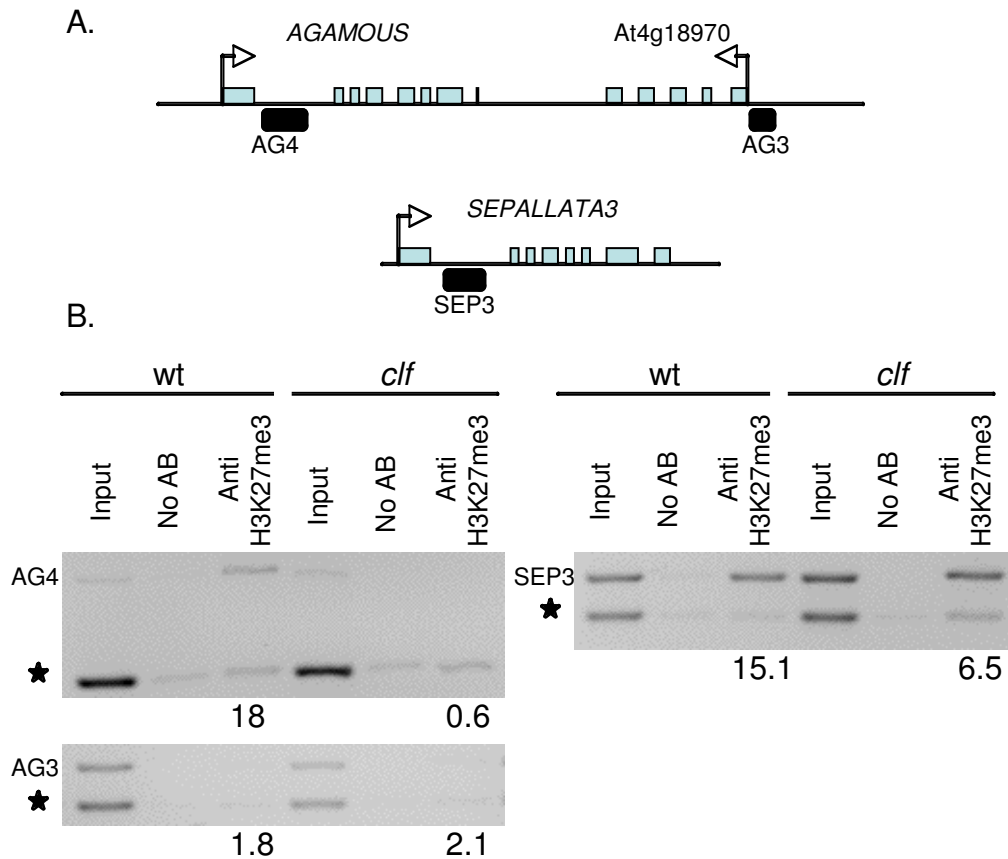 A.
AGAMOUS At4g18970
AG4 AG3
SEPALLATA3
SEP3
B.
wt clf wt clf
Input No AB Anti H3K27me3 Input No AB Anti H3K27me3 Input No AB Anti H3K27me3 Input No AB Anti H3K27me3
AG4 SEP3
15.1 6.5
18 0.6
AG3
1.8 2.1